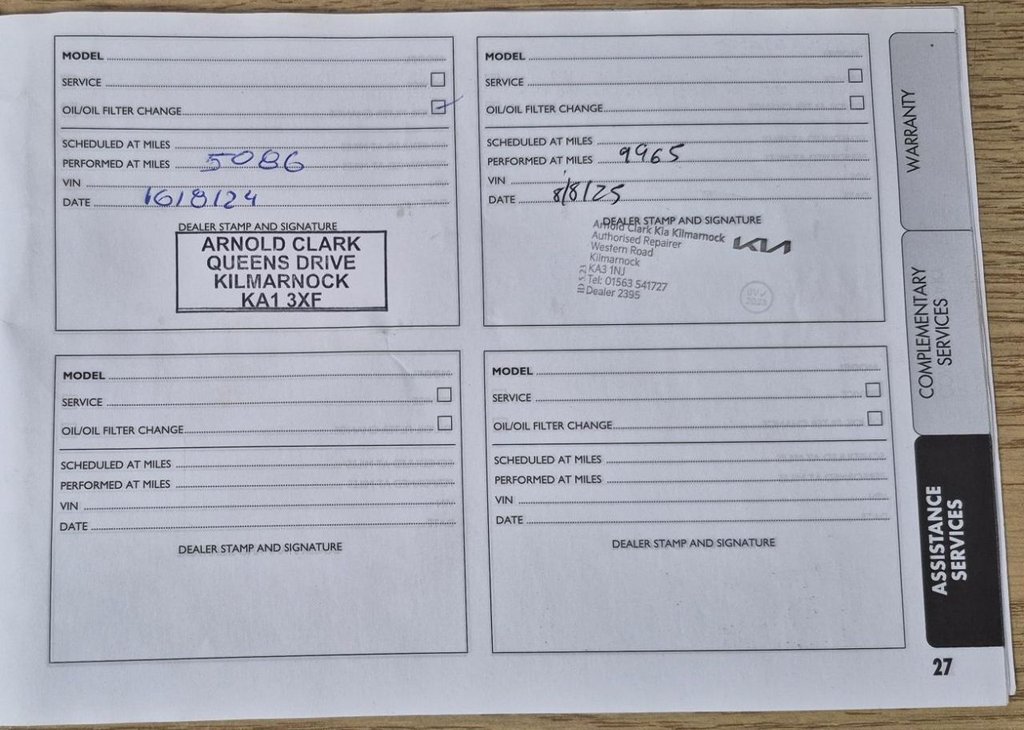 MODEL
SERVICE
OIL/OIL FILTER CHANGE
SCHEDULED AT MILES
PERFORMED AT MILES 5086
VIN
DATE 16/8/24
DEALER STAMP AND SIGNATURE
ARNOLD CLARK
QUEENS DRIVE
KILMARNOCK
KA1 3XF
MODEL
SERVICE
OIL/OIL FILTER CHANGE
SCHEDULED AT MILES
PERFORMED AT MILES 9965
VIN
DATE 8/8/25
DEALER STAMP AND SIGNATURE
Arnold Clark Kia Kilmarnock
Authorised Repairer
Western Road
Kilmarnock
KA3 1NJ
Tel: 01563 541727
Dealer 2395
KIA
MODEL
SERVICE
OIL/OIL FILTER CHANGE
SCHEDULED AT MILES
PERFORMED AT MILES
VIN
DATE
DEALER STAMP AND SIGNATURE
MODEL
SERVICE
OIL/OIL FILTER CHANGE
SCHEDULED AT MILES
PERFORMED AT MILES
VIN
DATE
DEALER STAMP AND SIGNATURE
WARRANTY
COMPLEMENTARY
SERVICES
ASSISTANCE
SERVICES
27